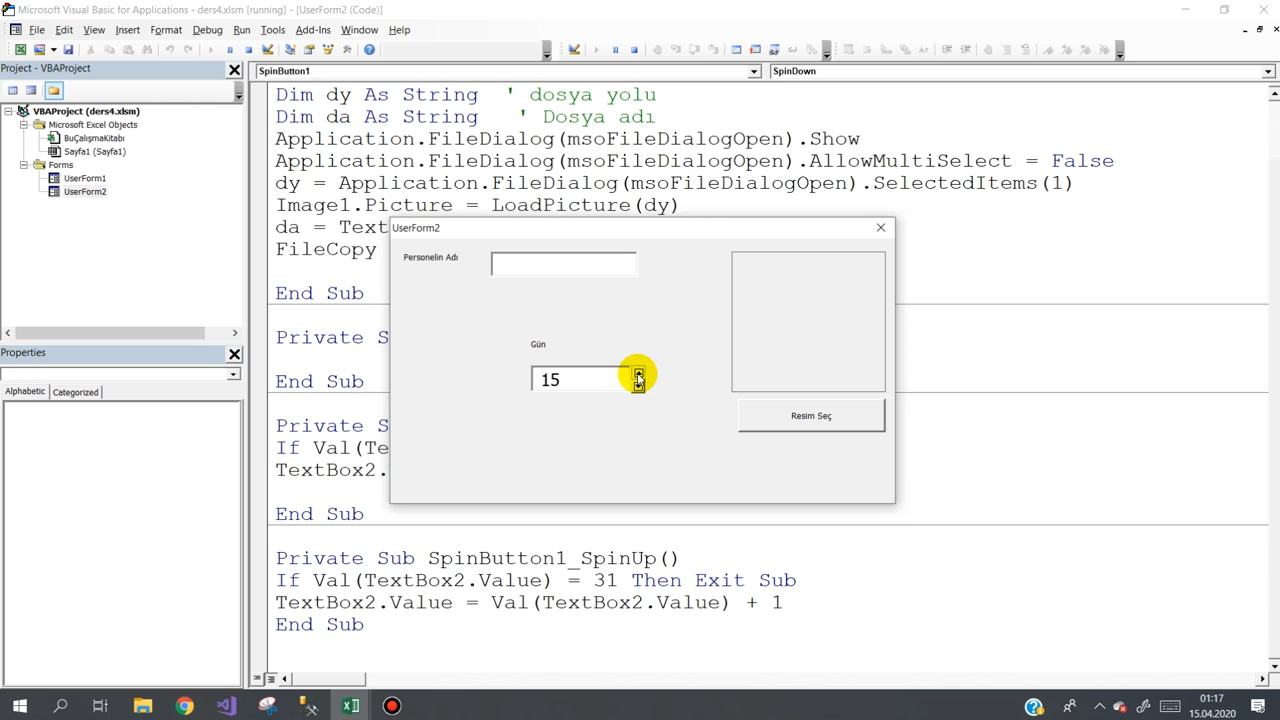 Microsoft Visual Basic for Applications - ders4.xlsm [running] - [UserForm2 (Code)]
File Edit View Insert Format Debug Run Tools Add-Ins Window Help
Project - VBAProject
SpinButton1
SpinDown
VBAProject (ders4.xlsm)
Microsoft Excel Objects
BuÇalışmaKitabı
Sayfa1 (Sayfa1)
Forms
UserForm1
UserForm2
Properties
Alphabetic Categorized
Dim dy As String ' dosya yolu
Dim da As String ' Dosya adı
Application.FileDialog(msoFileDialogOpen).Show
Application.FileDialog(msoFileDialogOpen).AllowMultiSelect = False
dy = Application.FileDialog(msoFileDialogOpen).SelectedItems(1)
Image1.Picture = LoadPicture(dy)
da = Text
FileCopy
End Sub
Private S
End Sub
Private S
If Val(Te
TextBox2.
End Sub
Private Sub SpinButton1_SpinUp()
If Val(TextBox2.Value) = 31 Then Exit Sub
TextBox2.Value = Val(TextBox2.Value) + 1
End Sub
UserForm2
Personelin Adı
Gün
15
Resim Seç
01:17
15.04.2020